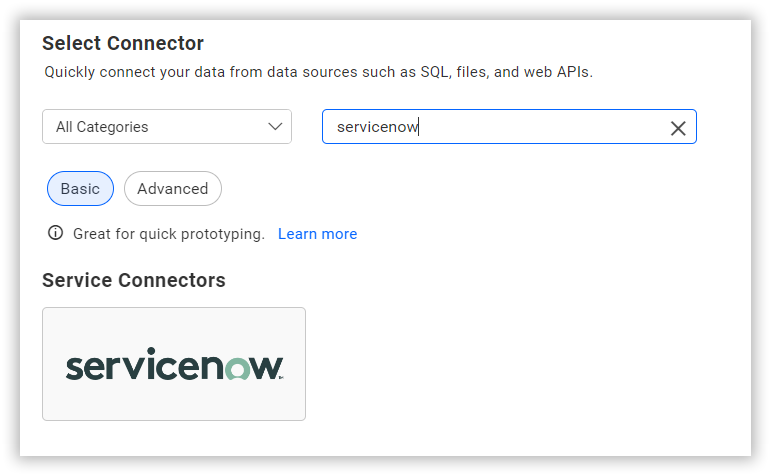 Select Connector
Quickly connect your data from data sources such as SQL, files, and web APIs.
All Categories
servicenow
Basic
Advanced
Great for quick prototyping. Learn more
Service Connectors
servicenow